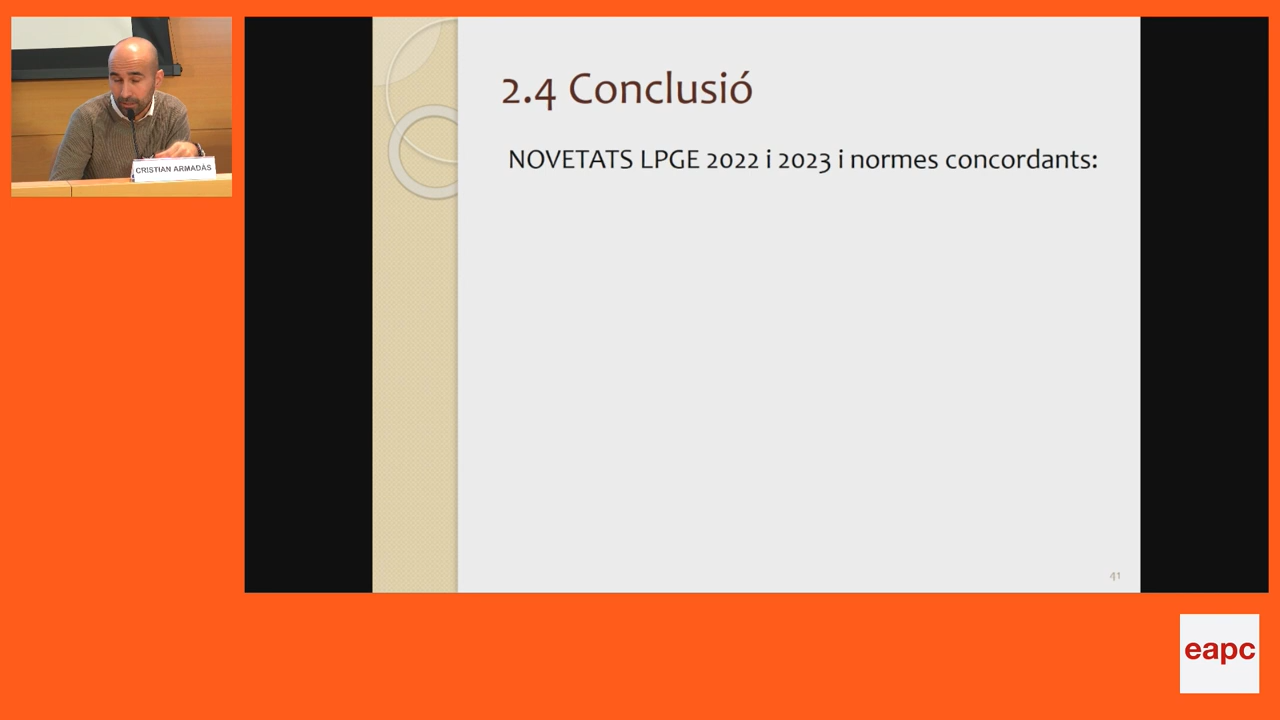 CRISTIAN ARMADÀS
2.4 Conclusió
NOVETATS LPGE 2022 i 2023 i normes concordants:
41
eapc